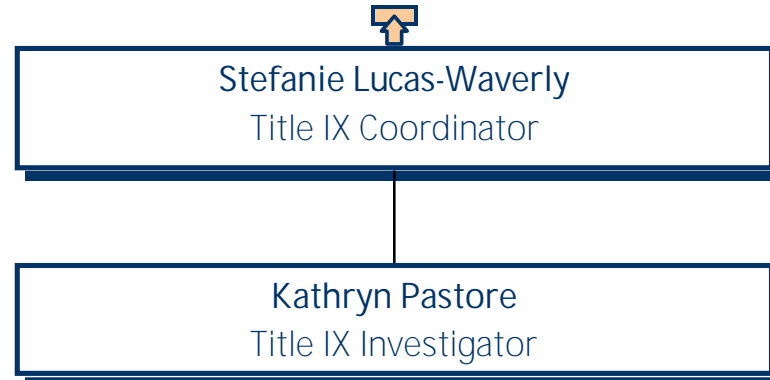 Stefanie Lucas-Waverly
Title IX Coordinator
Kathryn Pastore
Title IX Investigator